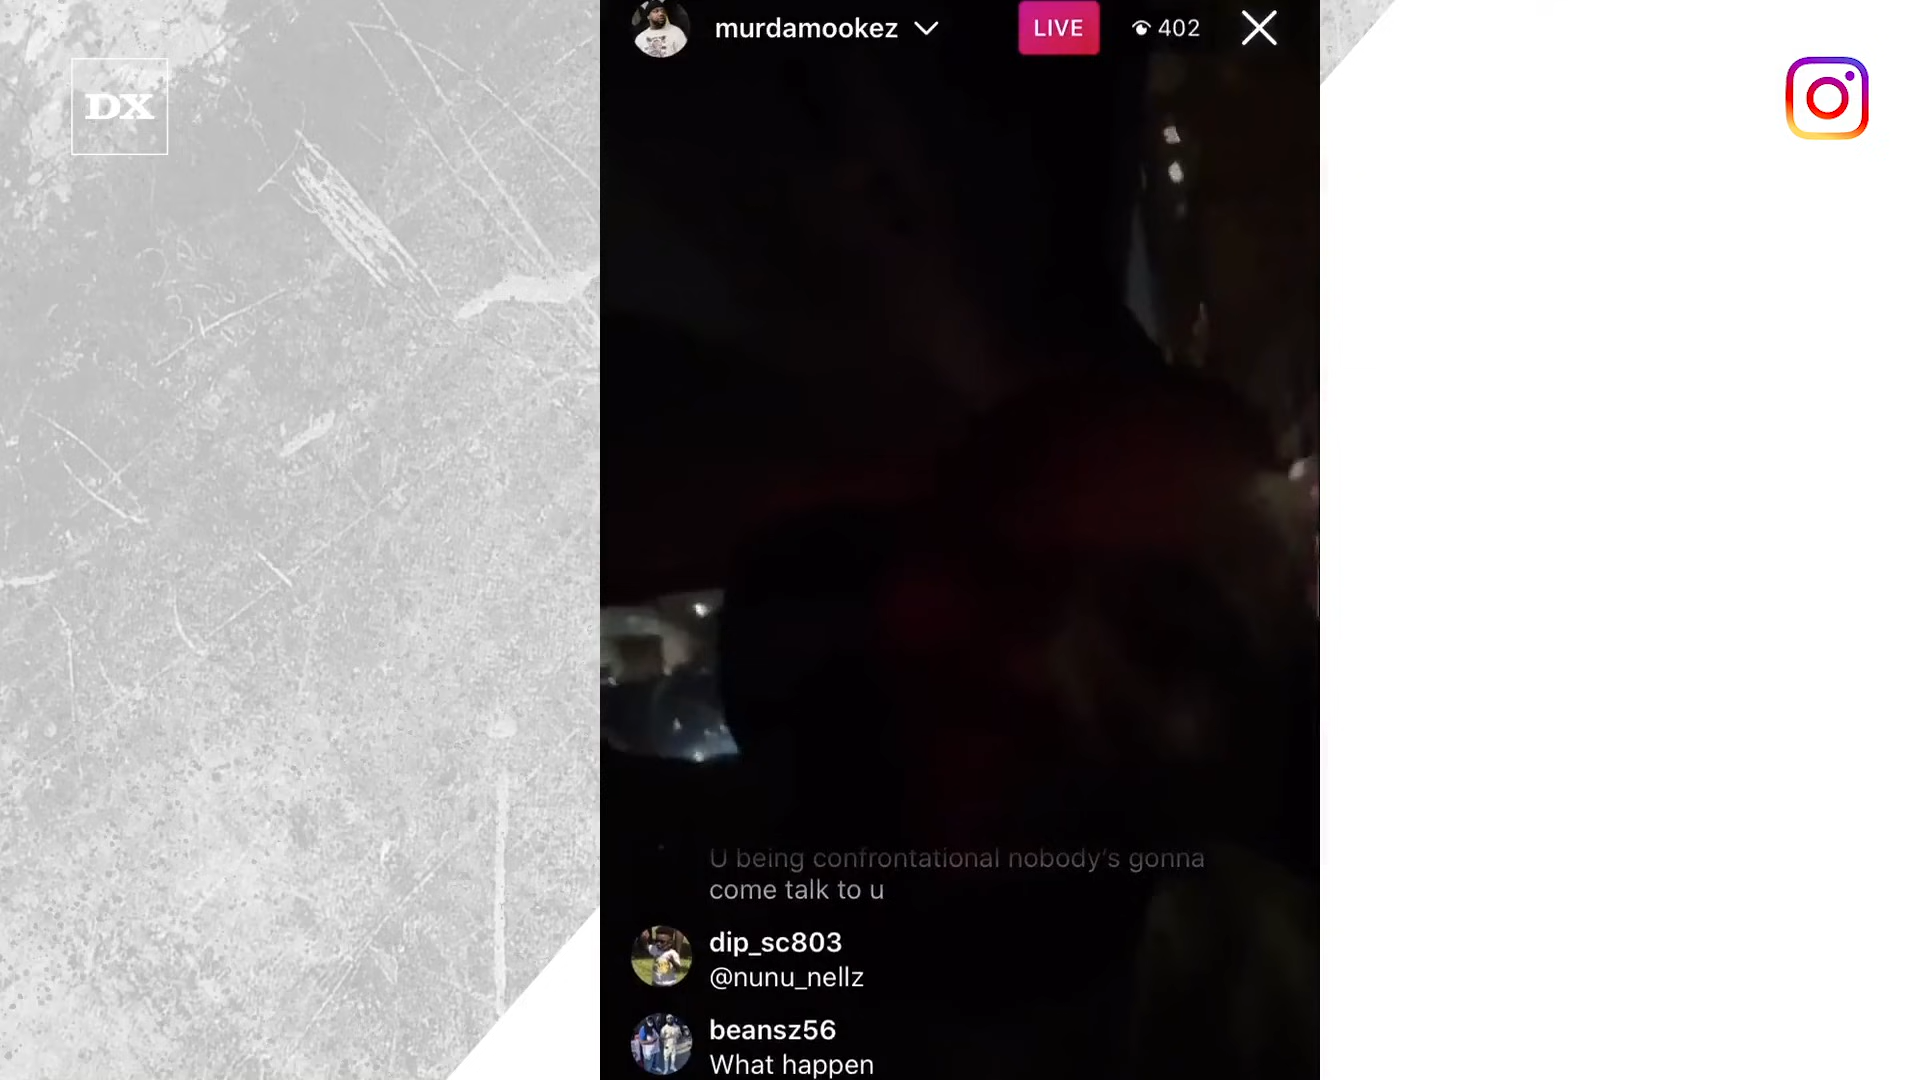 DX
murdamookez
LIVE
402
U being confrontational nobody's gonna
come talk to u
dip_sc803
@nunu_nellz
beansz56
What happen